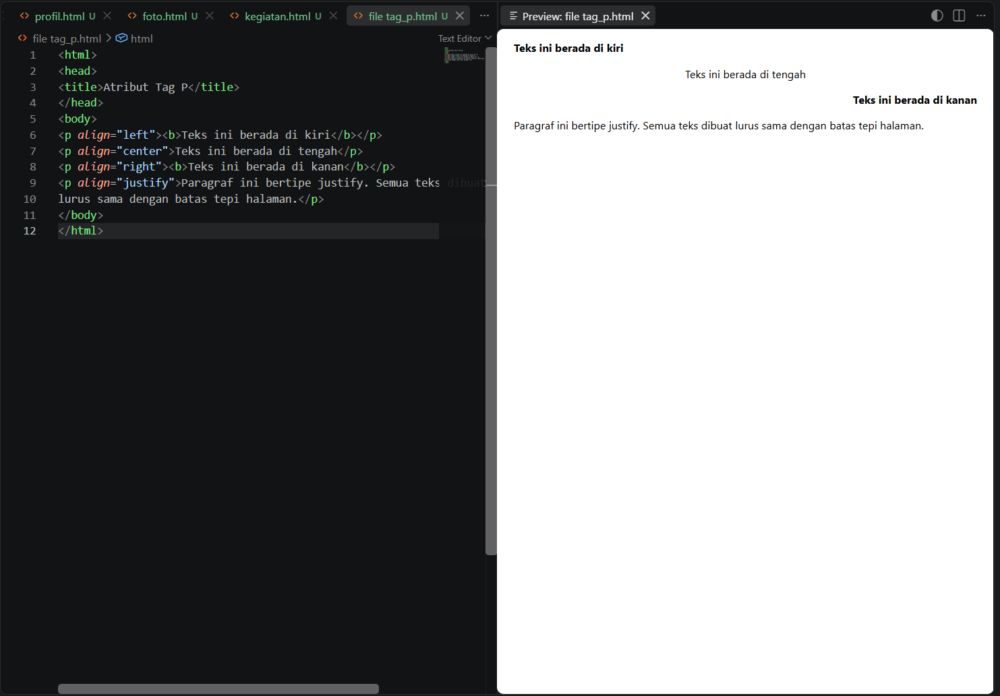 profil.html U
foto.html U
kegiatan.html U
file tag_p.html U
Preview: file tag_p.html
file tag_p.html > html
Text Editor
1 <html>
2 <head>
3 <title>Atribut Tag P</title>
4 </head>
5 <body>
6 <p align="left"><b>Teks ini berada di kiri</b></p>
7 <p align="center">Teks ini berada di tengah</p>
8 <p align="right"><b>Teks ini berada di kanan</b></p>
9 <p align="justify">Paragraf ini bertipe justify. Semua teks dibuat
10 lurus sama dengan batas tepi halaman.</p>
11 </body>
12 </html>
Teks ini berada di kiri
Teks ini berada di tengah
Teks ini berada di kanan
Paragraf ini bertipe justify. Semua teks dibuat lurus sama dengan batas tepi halaman.